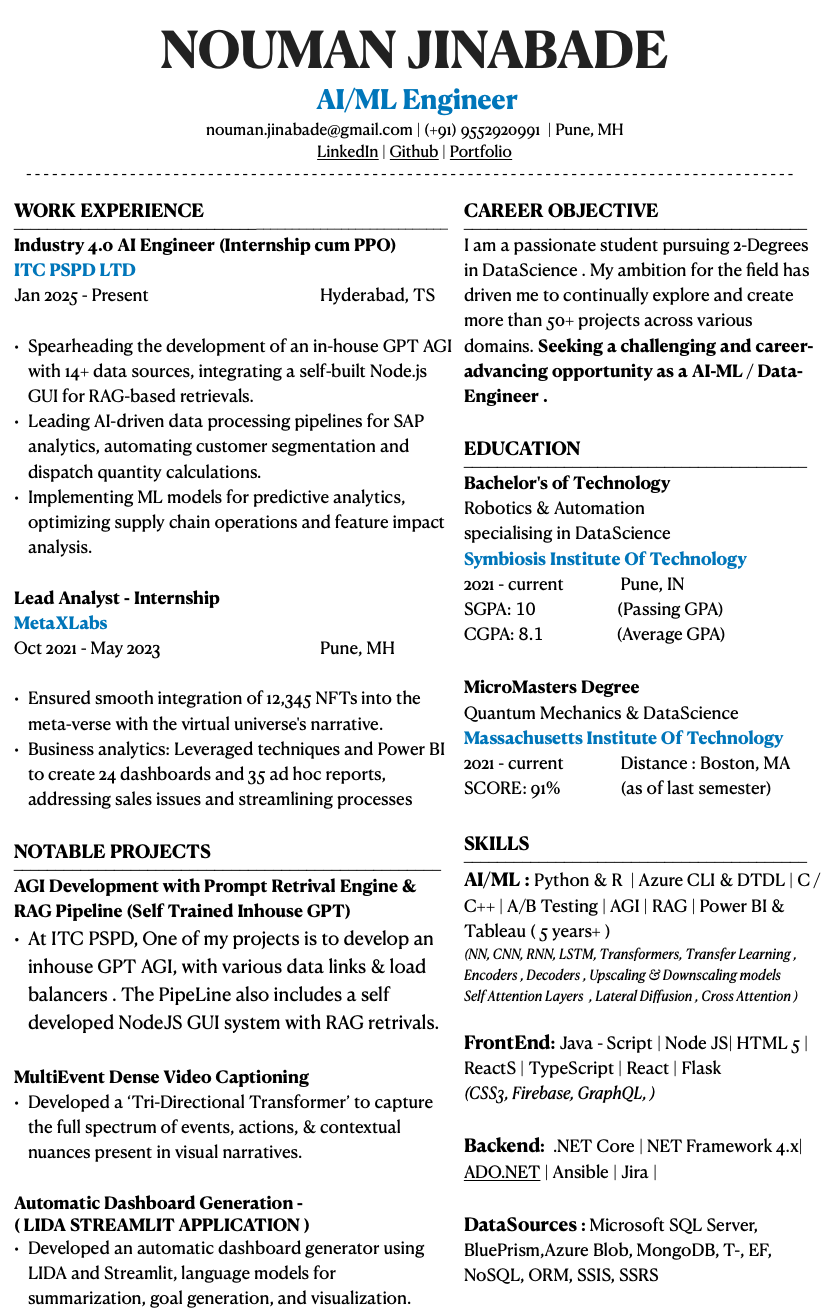 NOUMAN JINABADE
AI/ML Engineer
nouman.jinabade@gmail.com | (+91) 9552920991 | Pune, MH
LinkedIn | Github | Portfolio
WORK EXPERIENCE
Industry 4.0 AI Engineer (Internship cum PPO)
ITC PSPD LTD
Jan 2025 - Present Hyderabad, TS
· Spearheading the development of an in-house GPT AGI
with 14+ data sources, integrating a self-built Node.js
GUI for RAG-based retrievals.
· Leading AI-driven data processing pipelines for SAP
analytics, automating customer segmentation and
dispatch quantity calculations.
· Implementing ML models for predictive analytics,
optimizing supply chain operations and feature impact
analysis.
Lead Analyst - Internship
MetaXLabs
Oct 2021 - May 2023 Pune, MH
· Ensured smooth integration of 12,345 NFTs into the
meta-verse with the virtual universe's narrative.
· Business analytics: Leveraged techniques and Power BI
to create 24 dashboards and 35 ad hoc reports,
addressing sales issues and streamlining processes
NOTABLE PROJECTS
AGI Development with Prompt Retrival Engine &
RAG Pipeline (Self Trained Inhouse GPT)
· At ITC PSPD, One of my projects is to develop an
inhouse GPT AGI, with various data links & load
balancers . The PipeLine also includes a self
developed NodeJS GUI system with RAG retrivals.
MultiEvent Dense Video Captioning
· Developed a ‘Tri-Directional Transformer’ to capture
the full spectrum of events, actions, & contextual
nuances present in visual narratives.
Automatic Dashboard Generation -
( LIDA STREAMLIT APPLICATION )
· Developed an automatic dashboard generator using
LIDA and Streamlit, language models for
summarization, goal generation, and visualization.
CAREER OBJECTIVE
I am a passionate student pursuing 2-Degrees
in DataScience . My ambition for the field has
driven me to continually explore and create
more than 50+ projects across various
domains. Seeking a challenging and career-
advancing opportunity as a AI-ML / Data-
Engineer .
EDUCATION
Bachelor's of Technology
Robotics & Automation
specialising in DataScience
Symbiosis Institute Of Technology
2021 - current Pune, IN
SGPA: 10 (Passing GPA)
CGPA: 8.1 (Average GPA)
MicroMasters Degree
Quantum Mechanics & DataScience
Massachusetts Institute Of Technology
2021 - current Distance : Boston, MA
SCORE: 91% (as of last semester)
SKILLS
AI/ML : Python & R | Azure CLI & DTDL | C /
C++ | A/B Testing | AGI | RAG | Power BI &
Tableau ( 5 years+ )
(NN, CNN, RNN, LSTM, Transformers, Transfer Learning ,
Encoders , Decoders , Upscaling & Downscaling models
Self Attention Layers , Lateral Diffusion , Cross Attention )
FrontEnd: Java - Script | Node JS| HTML 5 |
ReactS | TypeScript | React | Flask
(CSS3, Firebase, GraphQL, )
Backend: .NET Core | NET Framework 4.x|
ADO.NET | Ansible | Jira |
DataSources : Microsoft SQL Server,
BluePrism,Azure Blob, MongoDB, T-, EF,
NoSQL, ORM, SSIS, SSRS